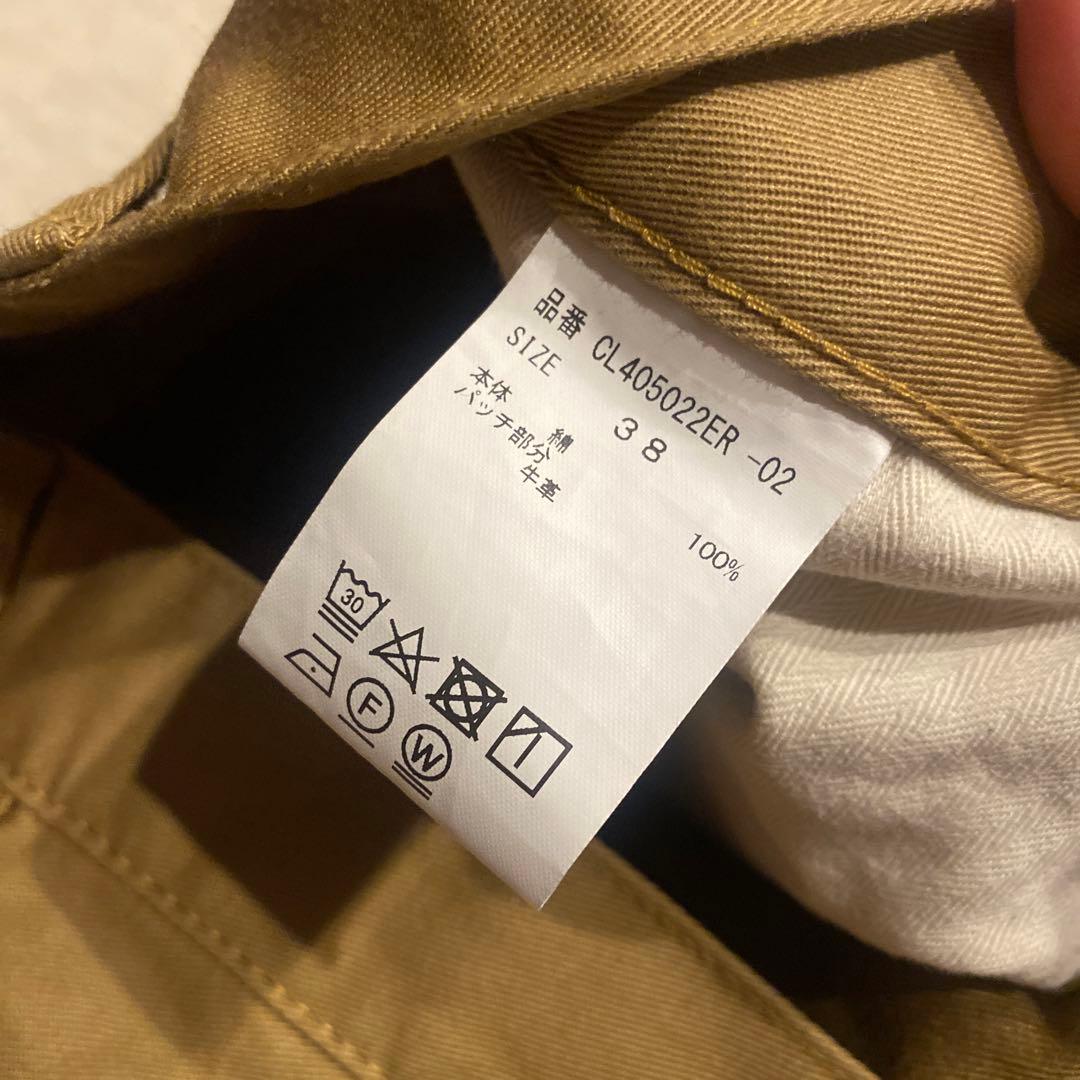 品番 CL405022ER -02
SIZE 38
本体 綿 100%
パッチ部分 牛革
30
F
W